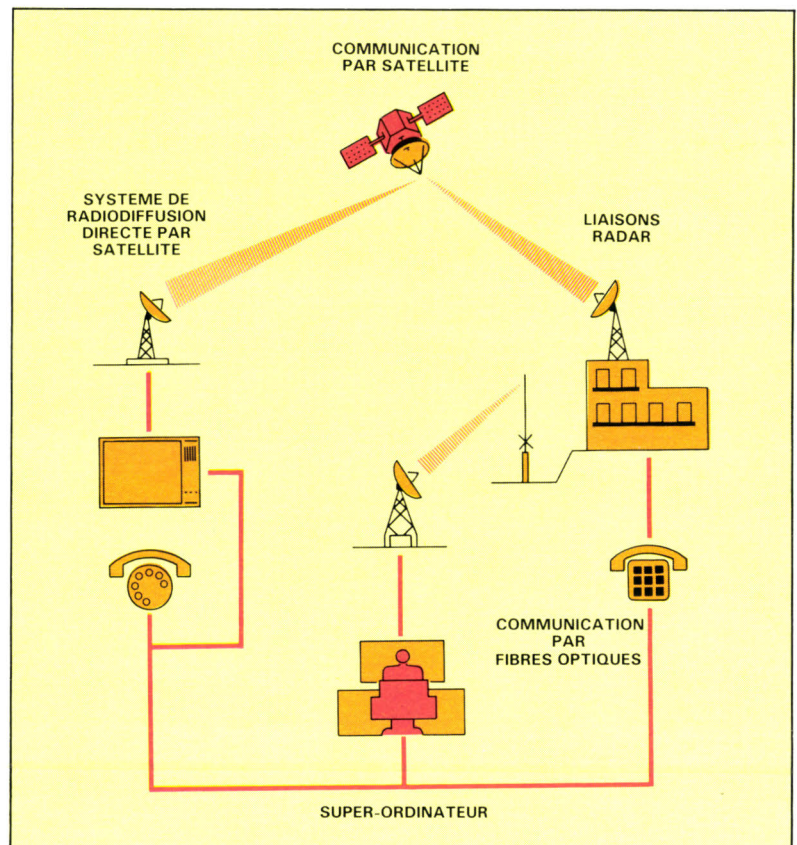 COMMUNICATION
PAR SATELLITE
SYSTEME DE
RADIODIFFUSION
DIRECTE PAR
SATELLITE
LIAISONS
RADAR
COMMUNICATION
PAR
FIBRES OPTIQUES
SUPER-ORDINATEUR